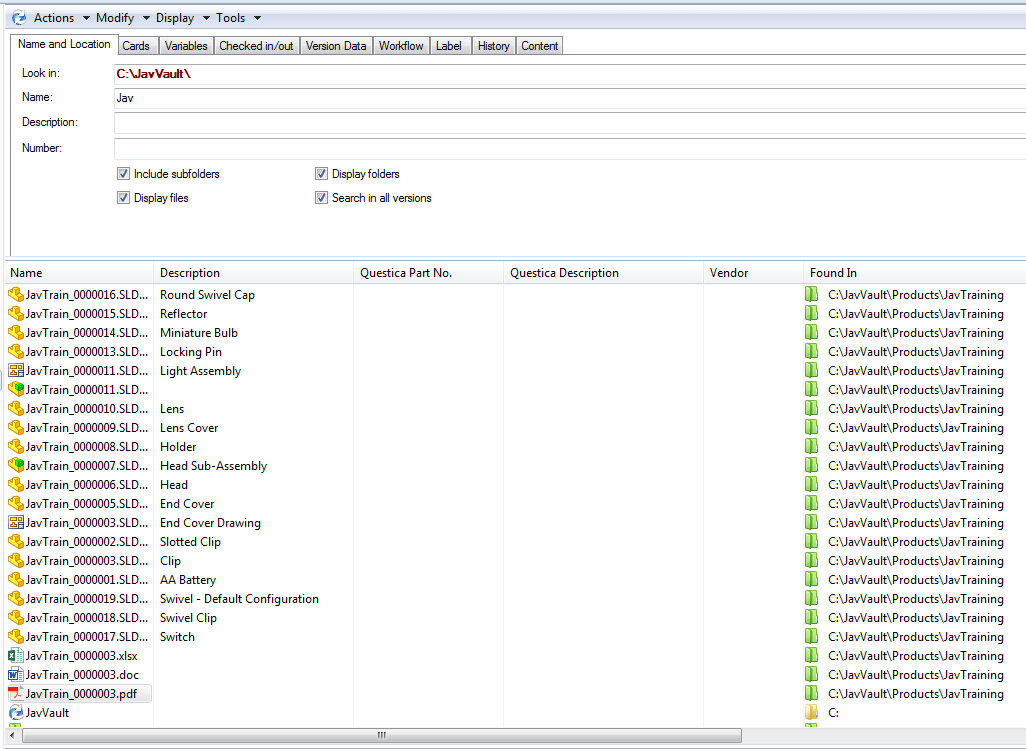 Actions Modify Display Tools
Name and Location Cards Variables Checked in/out Version Data Workflow Label History Content
Look in: C:\JavVault\
Name: Jav
Description:
Number:
Include subfolders Display folders
Display files Search in all versions
Name Description Questica Part No. Questica Description Vendor Found In
JavTrain_0000016.SLD... Round Swivel Cap C:\JavVault\Products\JavTraining
JavTrain_0000015.SLD... Reflector C:\JavVault\Products\JavTraining
JavTrain_0000014.SLD... Miniature Bulb C:\JavVault\Products\JavTraining
JavTrain_0000013.SLD... Locking Pin C:\JavVault\Products\JavTraining
JavTrain_0000011.SLD... Light Assembly C:\JavVault\Products\JavTraining
JavTrain_0000011.SLD... C:\JavVault\Products\JavTraining
JavTrain_0000010.SLD... Lens C:\JavVault\Products\JavTraining
JavTrain_0000009.SLD... Lens Cover C:\JavVault\Products\JavTraining
JavTrain_0000008.SLD... Holder C:\JavVault\Products\JavTraining
JavTrain_0000007.SLD... Head Sub-Assembly C:\JavVault\Products\JavTraining
JavTrain_0000006.SLD... Head C:\JavVault\Products\JavTraining
JavTrain_0000005.SLD... End Cover C:\JavVault\Products\JavTraining
JavTrain_0000003.SLD... End Cover Drawing C:\JavVault\Products\JavTraining
JavTrain_0000002.SLD... Slotted Clip C:\JavVault\Products\JavTraining
JavTrain_0000003.SLD... Clip C:\JavVault\Products\JavTraining
JavTrain_0000001.SLD... AA Battery C:\JavVault\Products\JavTraining
JavTrain_0000019.SLD... Swivel - Default Configuration C:\JavVault\Products\JavTraining
JavTrain_0000018.SLD... Swivel Clip C:\JavVault\Products\JavTraining
JavTrain_0000017.SLD... Switch C:\JavVault\Products\JavTraining
JavTrain_0000003.xlsx C:\JavVault\Products\JavTraining
JavTrain_0000003.doc C:\JavVault\Products\JavTraining
JavTrain_0000003.pdf C:\JavVault\Products\JavTraining
JavVault C: